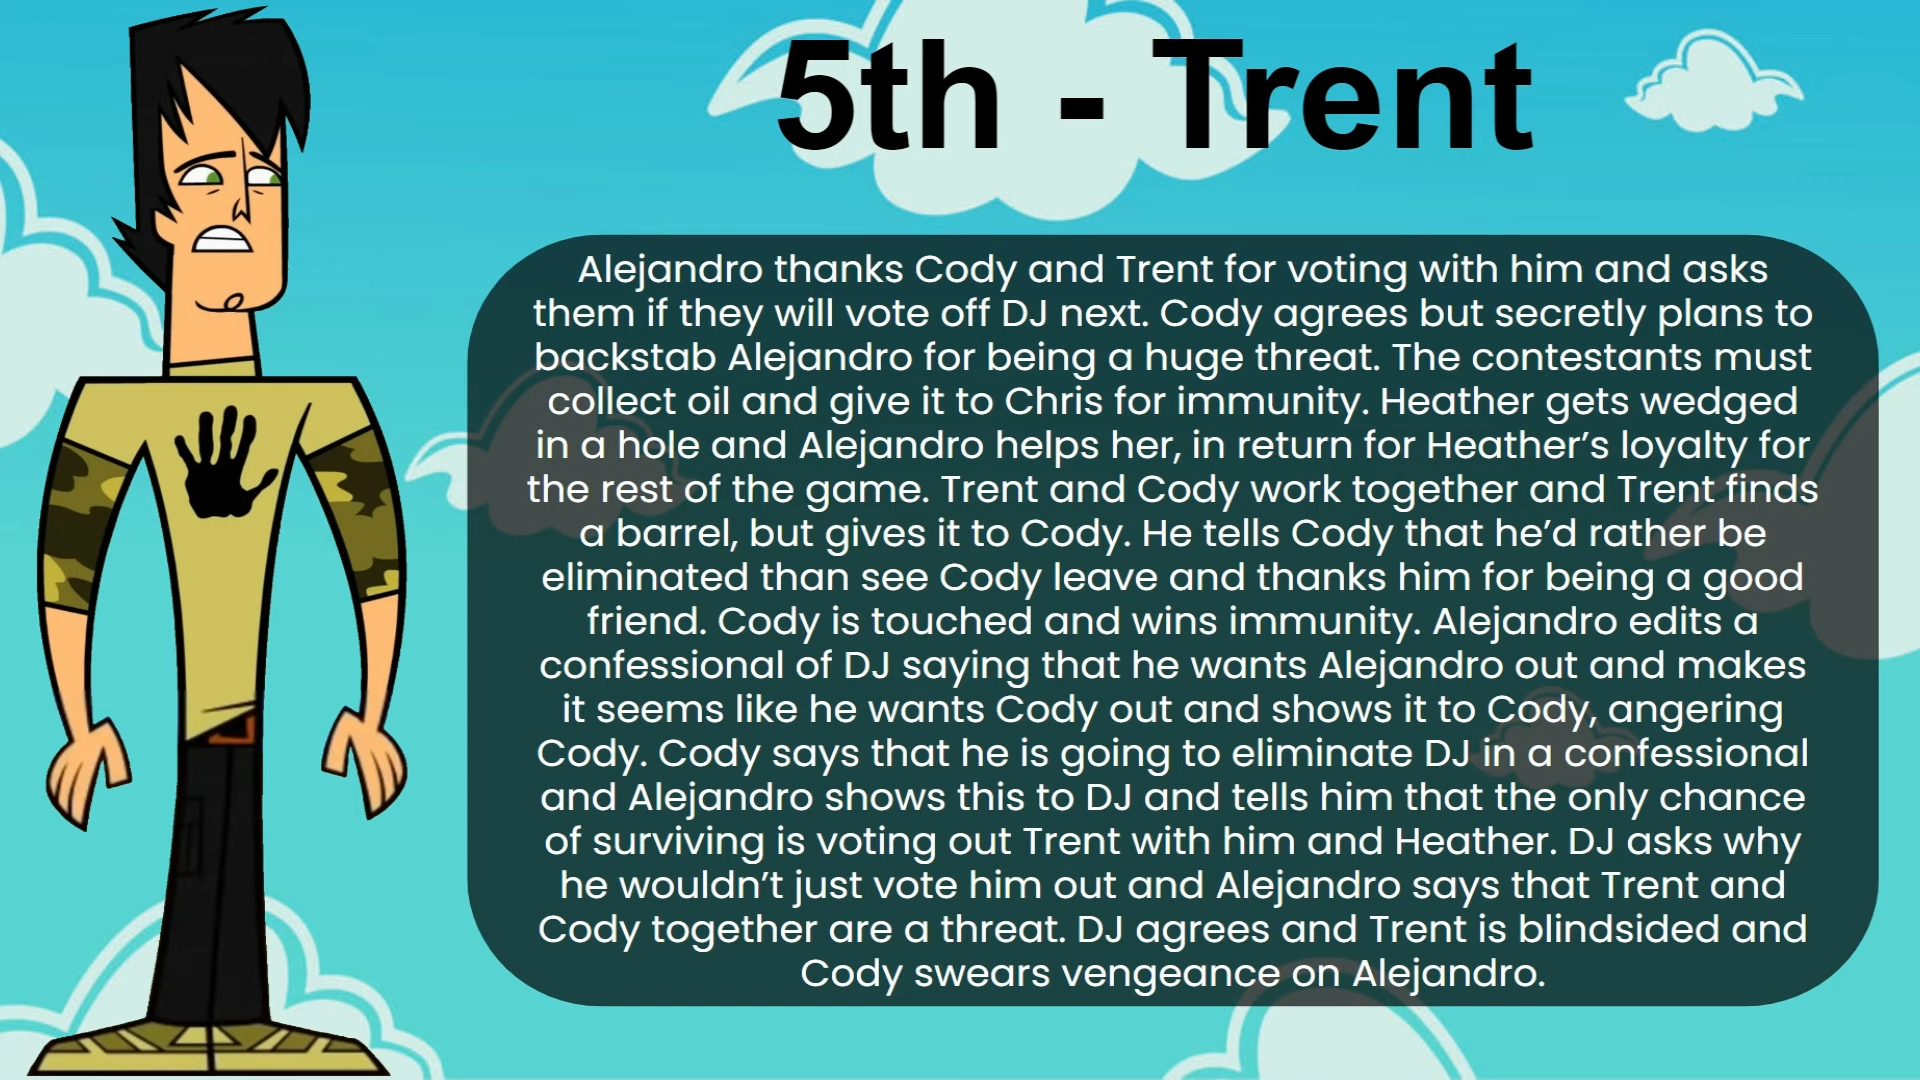 5th - Trent
Alejandro thanks Cody and Trent for voting with him and asks
them if they will vote off DJ next. Cody agrees but secretly plans to
backstab Alejandro for being a huge threat. The contestants must
collect oil and give it to Chris for immunity. Heather gets wedged
in a hole and Alejandro helps her, in return for Heather’s loyalty for
the rest of the game. Trent and Cody work together and Trent finds
a barrel, but gives it to Cody. He tells Cody that he’d rather be
eliminated than see Cody leave and thanks him for being a good
friend. Cody is touched and wins immunity. Alejandro edits a
confessional of DJ saying that he wants Alejandro out and makes
it seems like he wants Cody out and shows it to Cody, angering
Cody. Cody says that he is going to eliminate DJ in a confessional
and Alejandro shows this to DJ and tells him that the only chance
of surviving is voting out Trent with him and Heather. DJ asks why
he wouldn’t just vote him out and Alejandro says that Trent and
Cody together are a threat. DJ agrees and Trent is blindsided and
Cody swears vengeance on Alejandro.